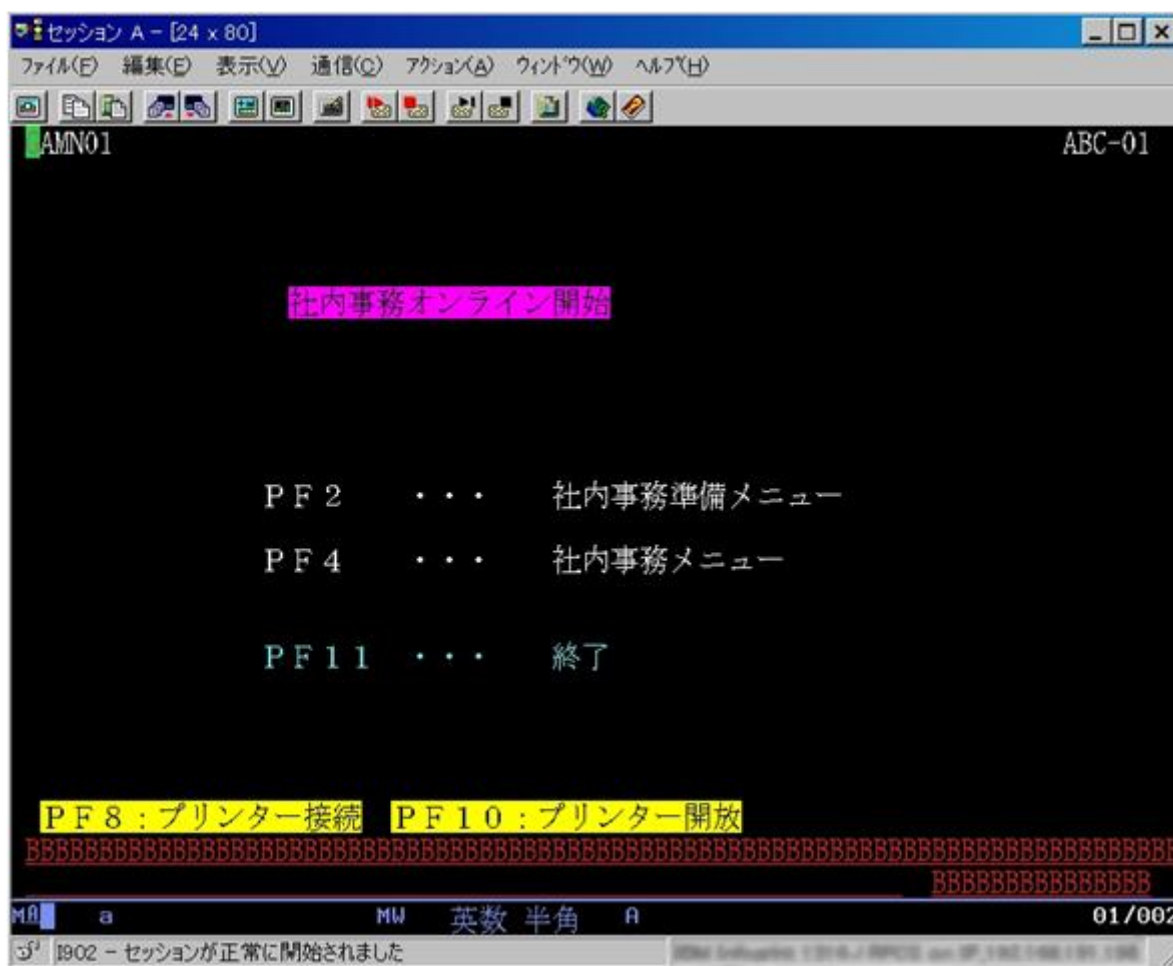 セッション A - [24 x 80]
ファイル(F) 編集(E) 表示(V) 通信(C) アクション(A) ウィンドウ(W) ヘルプ(H)
AMN01 ABC-01
社内事務オンライン開始
ＰＦ２ ・・・ 社内事務準備メニュー
ＰＦ４ ・・・ 社内事務メニュー
ＰＦ１１ ・・・ 終了
ＰＦ８：プリンター接続 ＰＦ１０：プリンター開放
BBBBBBBBBBBBBBBBBBBBBBBBBBBBBBBBBBBBBBBBBBBBBBBBBBBBBBBBBBBBBBBBBBBBBBBBBBBBBBB
BBBBBBBBBBBBBBB
MA a MW 英数 半角 A 01/002
I902 - セッションが正常に開始されました